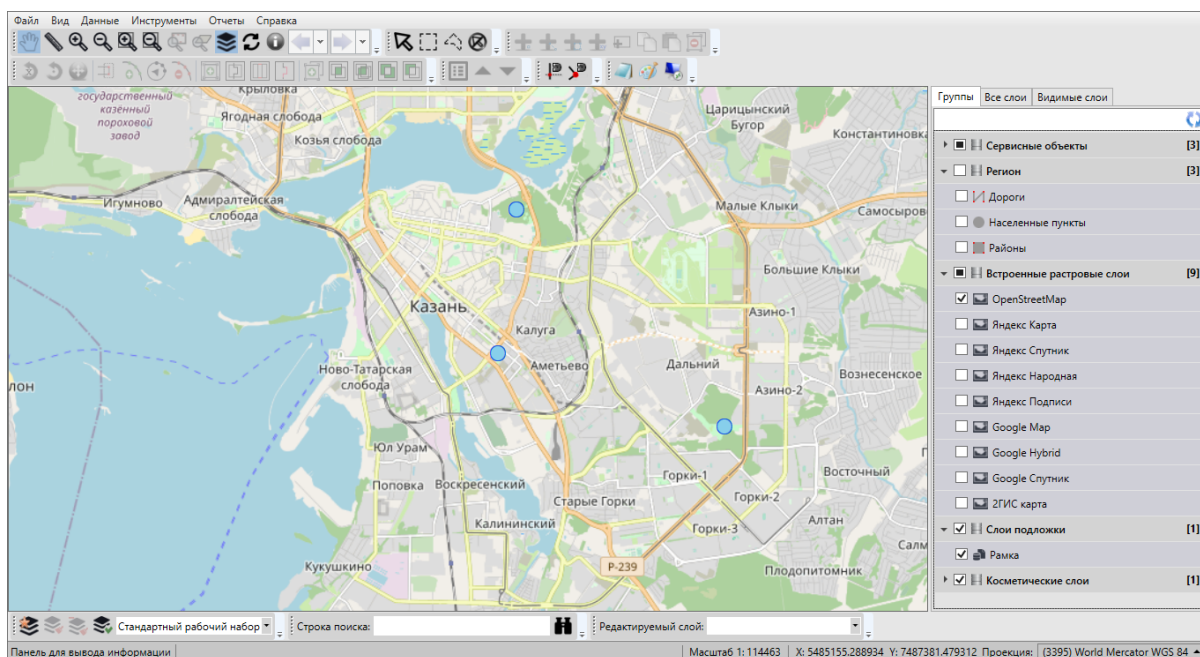 Файл Вид Данные Инструменты Отчеты Справка
государственный
казенный
пороховой
завод
Крыловка
Ягодная слобода
Козья слобода
Царицынский
Бугор
Константиновка
Игумново
Адмиралтейская
слобода
Малые Клыки
Самосыров
Большие Клыки
Казань
Азино-1
Калуга
Ново-Татарская
слобода
Аметьево
Дальний
Вознесенское
лон
Азино-2
Юл Урам
Поповка
Воскресенский
Горки-1
Восточный
Старые Горки
Горки-2
Калининский
Горки-3
Алтан
Салм
Кукушкино
Р-239
Плодопитомник
Группы Все слои Видимые слои
Сервисные объекты [3]
Регион [3]
Дороги
Населенные пункты
Районы
Встроенные растровые слои [9]
OpenStreetMap
Яндекс Карта
Яндекс Спутник
Яндекс Народная
Яндекс Подписи
Google Map
Google Hybrid
Google Спутник
2ГИС карта
Слои подложки [1]
Рамка
Косметические слои [1]
Стандартный рабочий набор Строка поиска: Редактируемый слой:
Панель для вывода информации Масштаб 1: 114463 X: 5485155.288934 Y: 7487381.479312 Проекция: (3395) World Mercator WGS 84